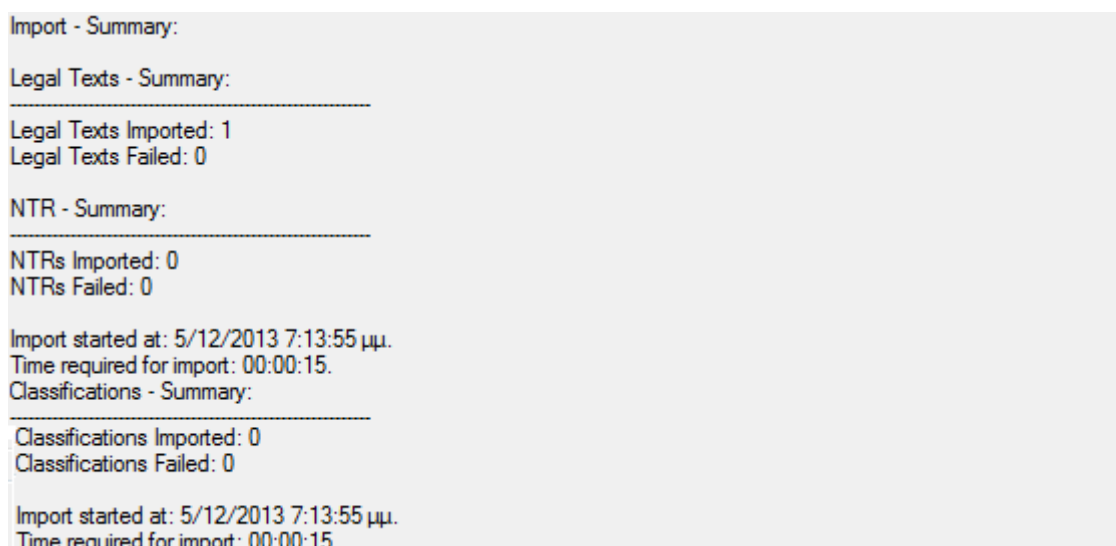 Import - Summary:
Legal Texts - Summary:
------------------------------------------------------------
Legal Texts Imported: 1
Legal Texts Failed: 0
NTR - Summary:
------------------------------------------------------------
NTRs Imported: 0
NTRs Failed: 0
Import started at: 5/12/2013 7:13:55 μμ.
Time required for import: 00:00:15.
Classifications - Summary:
------------------------------------------------------------
Classifications Imported: 0
Classifications Failed: 0
Import started at: 5/12/2013 7:13:55 μμ.
Time required for import: 00:00:15